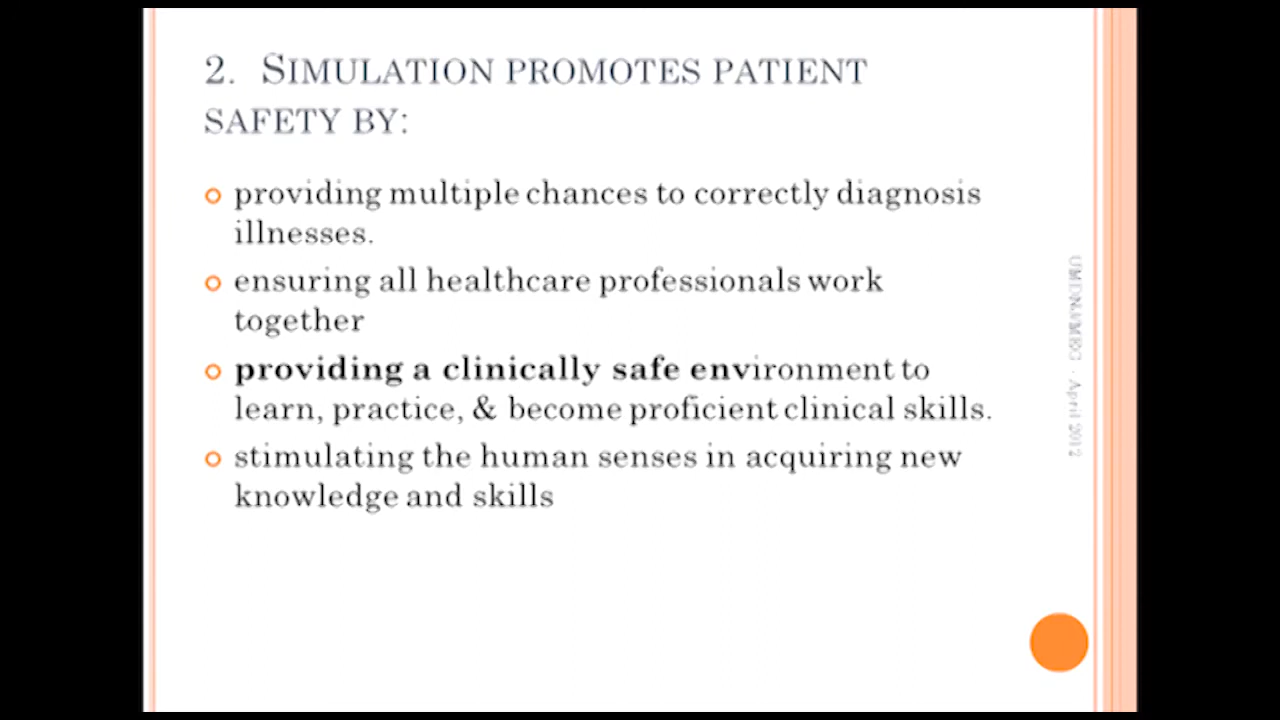 2. SIMULATION PROMOTES PATIENT
SAFETY BY:
providing multiple chances to correctly diagnosis
illnesses.
ensuring all healthcare professionals work
together
providing a clinically safe environment to
learn, practice, & become proficient clinical skills.
stimulating the human senses in acquiring new
knowledge and skills
April 2012